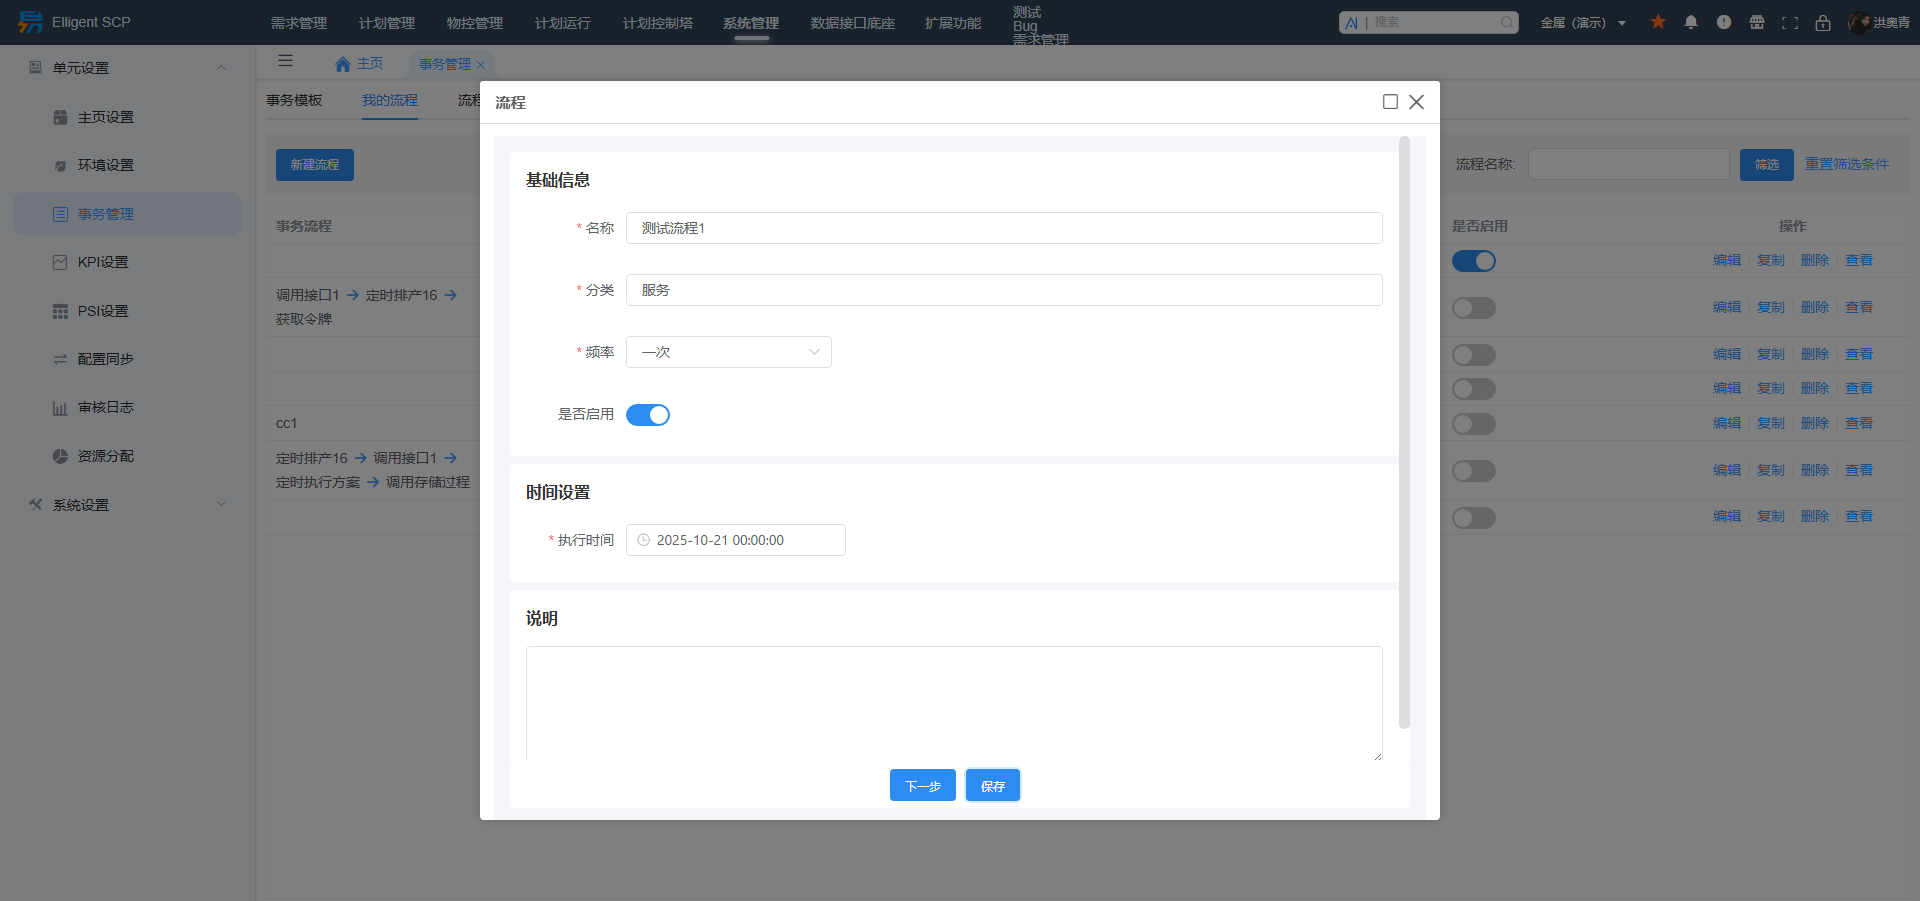 Elligent SCP
需求管理 计划管理 物控管理 计划运行 计划控制塔 系统管理 数据接口底座 扩展功能
测试
Bug
需求管理
AI | 搜索
金属（演示）
洪奥青
单元设置
主页设置
环境设置
事务管理
KPI设置
PSI设置
配置同步
审核日志
资源分配
系统设置
主页 事务管理
事务模板 我的流程 流程
新建流程
流程名称: 筛选 重置筛选条件
事务流程 是否启用 操作
编辑 复制 删除 查看
调用接口1 → 定时排产16 →
获取令牌
编辑 复制 删除 查看
编辑 复制 删除 查看
编辑 复制 删除 查看
cc1 编辑 复制 删除 查看
定时排产16 → 调用接口1 →
定时执行方案 → 调用存储过程
编辑 复制 删除 查看
编辑 复制 删除 查看
流程
基础信息
* 名称 测试流程1
* 分类 服务
* 频率 一次
是否启用
时间设置
* 执行时间 2025-10-21 00:00:00
说明
下一步 保存